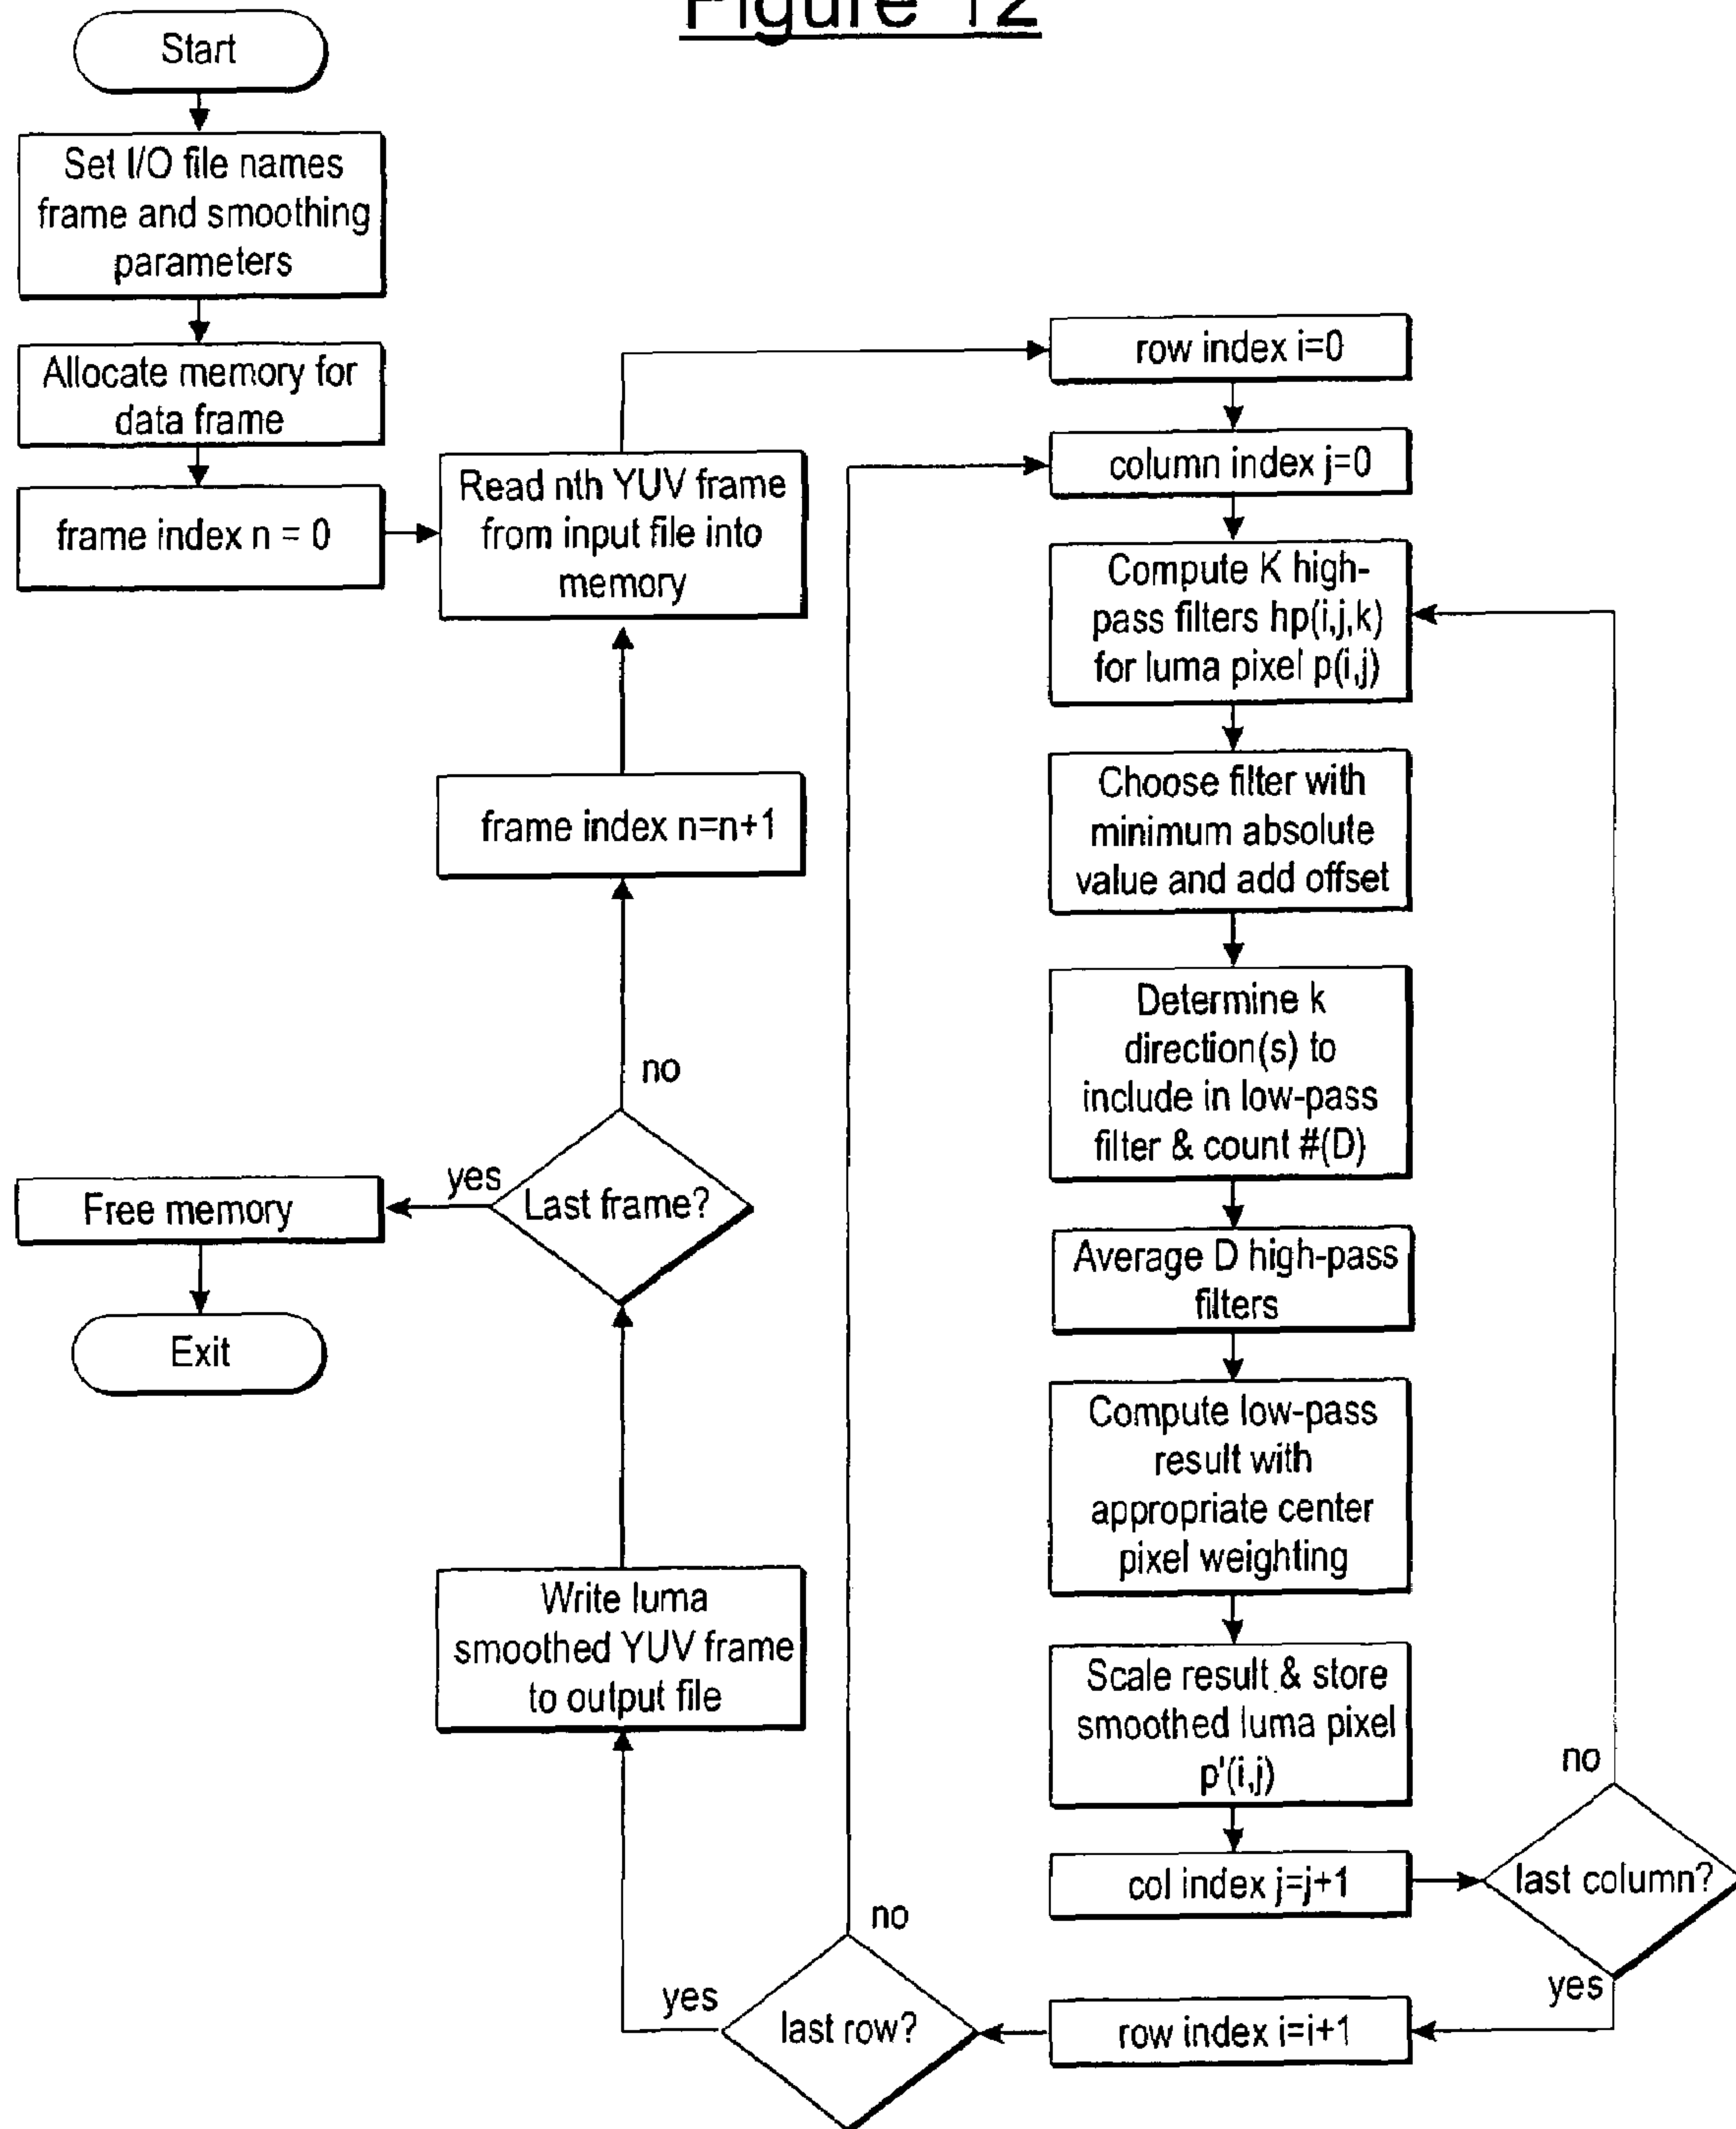 Figure 12
Start
Set I/O file names
frame and smoothing
parameters
Allocate memory for
data frame
frame index n = 0
Read nth YUV frame
from input file into
memory
frame index n=n+1
no
Last frame?
yes
Free memory
Exit
Write luma
smoothed YUV frame
to output file
row index i=0
column index j=0
Compute K high-
pass filters hp(i,j,k)
for luma pixel p(i,j)
Choose filter with
minimum absolute
value and add offset
Determine k
direction(s) to
include in low-pass
filter & count #(D)
Average D high-pass
filters
Compute low-pass
result with
appropriate center
pixel weighting
Scale result & store
smoothed luma pixel
p'(i,j)
col index j=j+1
last column?
no
yes
row index i=i+1
last row?
no
yes